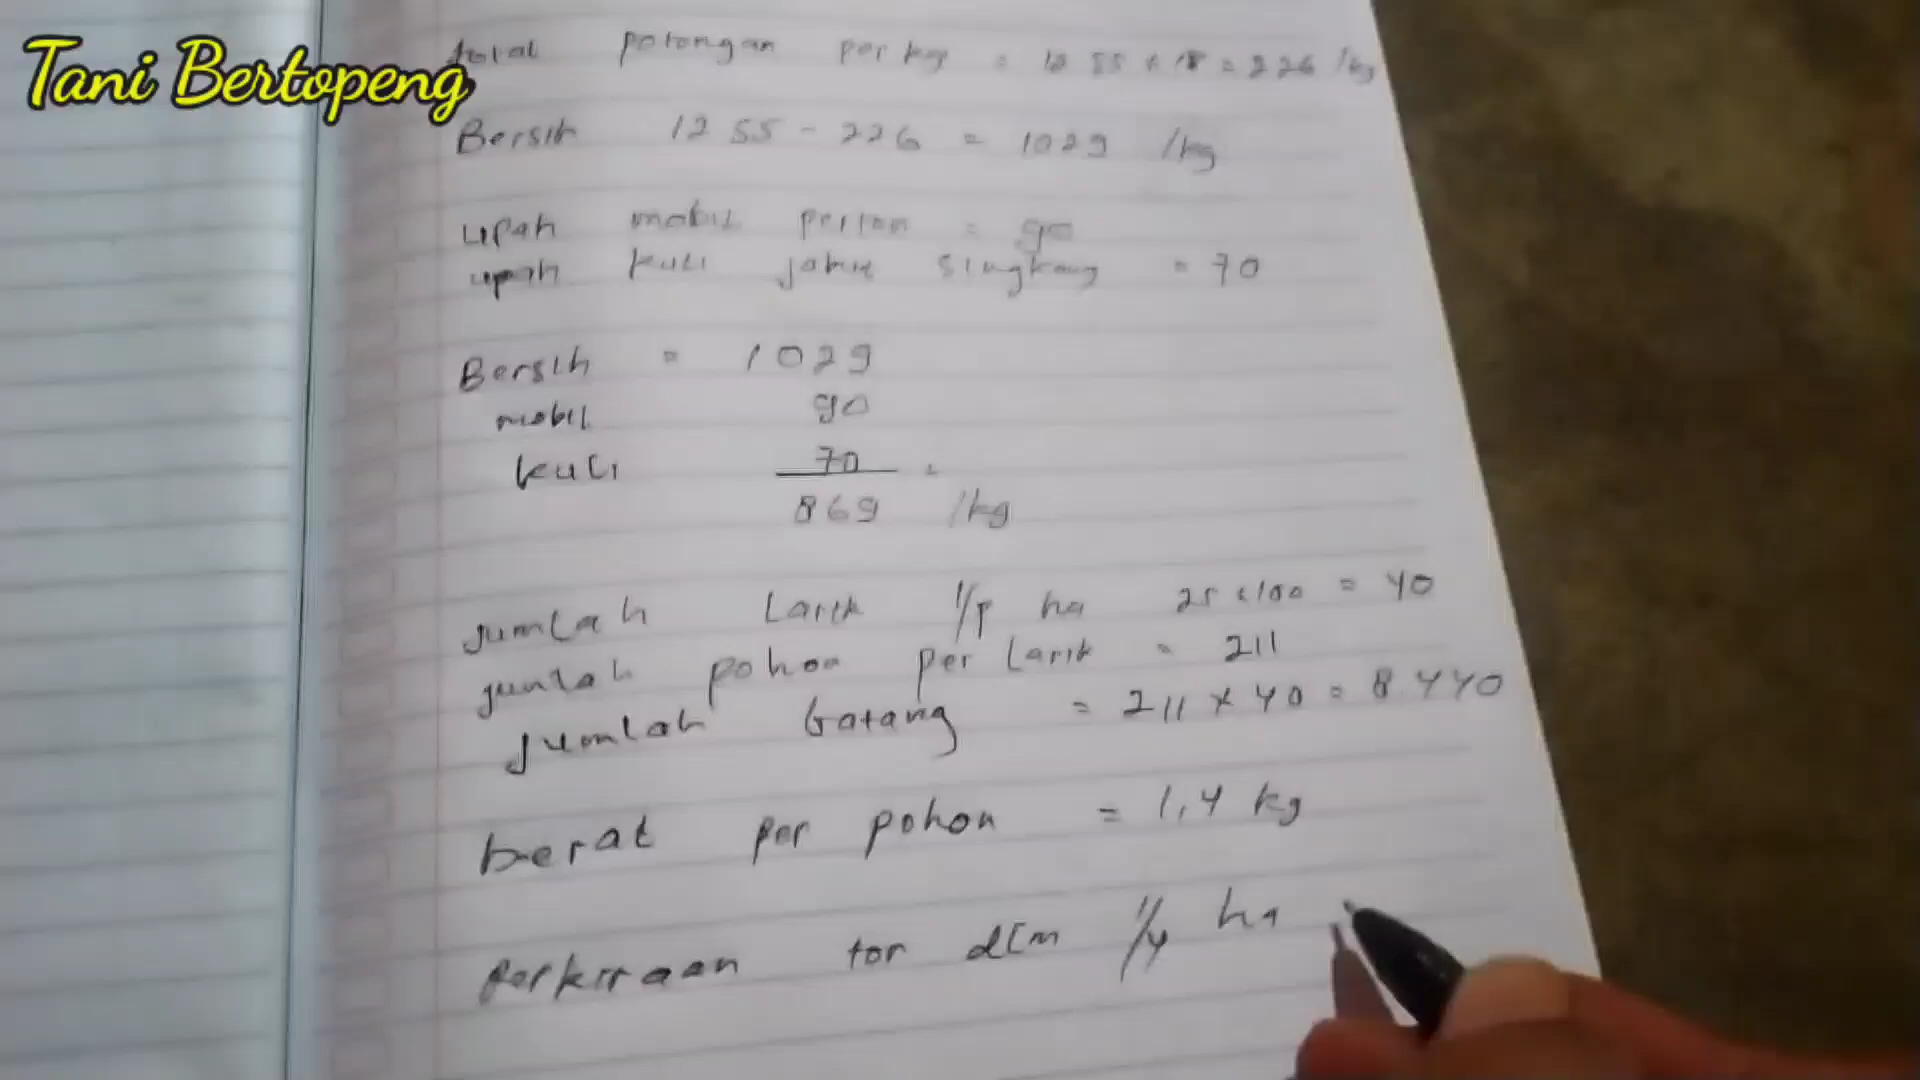 Tani Bertopeng
total potongan per kg = 1255 x 18 = 226 /kg
Bersih 1255 - 226 = 1029 /kg
upah mobil perton = 90
upah kuli jabut singkong = 70
Bersih = 1029
mobil 90
kuli 70
869 /kg
jumlah Larik 1/4 ha 25 x 100 = 40
jumlah pohon per Larik = 211
jumlah batang = 211 x 40 = 8.440
berat per pohon = 1,4 kg
perkiraan ton dlm 1/4 ha